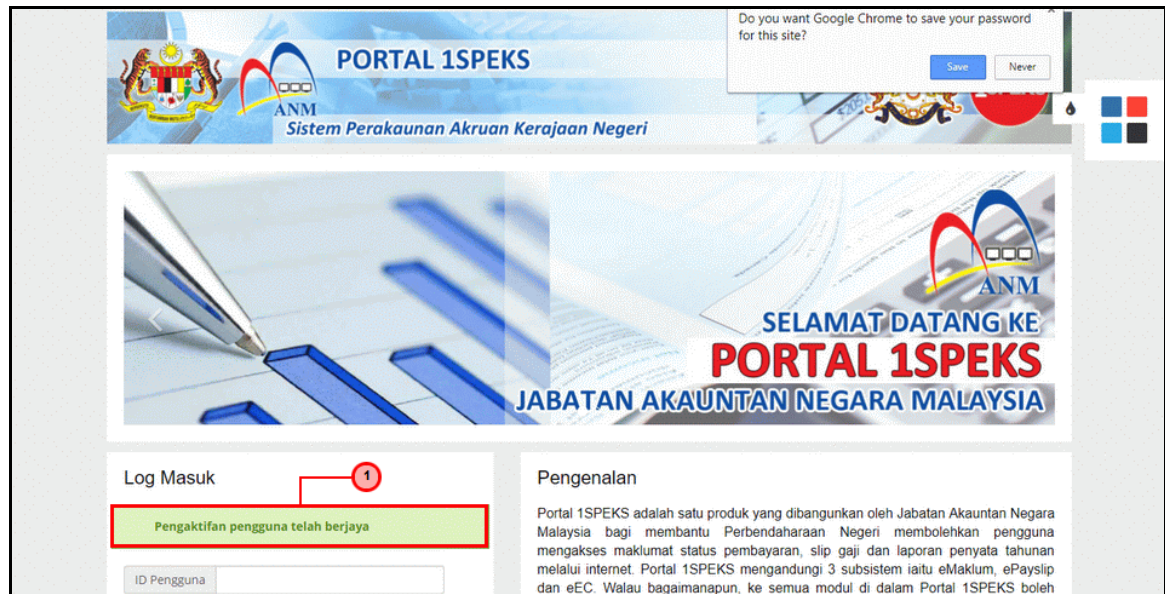 Do you want Google Chrome to save your password
for this site?
Save
Never
PORTAL 1SPEKS
ANM
Sistem Perakaunan Akruan Kerajaan Negeri
ANM
SELAMAT DATANG KE
PORTAL 1SPEKS
JABATAN AKAUNTAN NEGARA MALAYSIA
Log Masuk
1
Pengaktifan pengguna telah berjaya
ID Pengguna
Pengenalan
Portal 1SPEKS adalah satu produk yang dibangunkan oleh Jabatan Akauntan Negara
Malaysia bagi membantu Perbendaharaan Negeri membolehkan pengguna
mengakses maklumat status pembayaran, slip gaji dan laporan penyata tahunan
melalui internet. Portal 1SPEKS mengandungi 3 subsistem iaitu eMaklum, ePayslip
dan eEC. Walau bagaimanapun, ke semua modul di dalam Portal 1SPEKS boleh